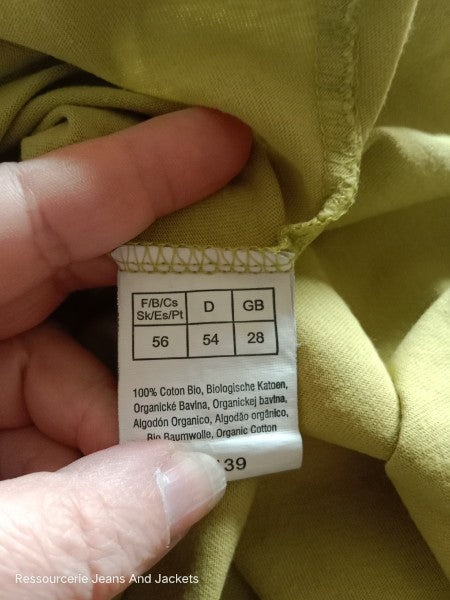 F/B/Cs D GB
Sk/Es/Pt
56 54 28
100% Coton Bio, Biologische Katoen,
Organické Bavlna, Organickej bavlna,
Algodón Organico, Algodão orgânico,
Bio Baumwolle, Organic Cotton
39
Ressourcerie Jeans And Jackets